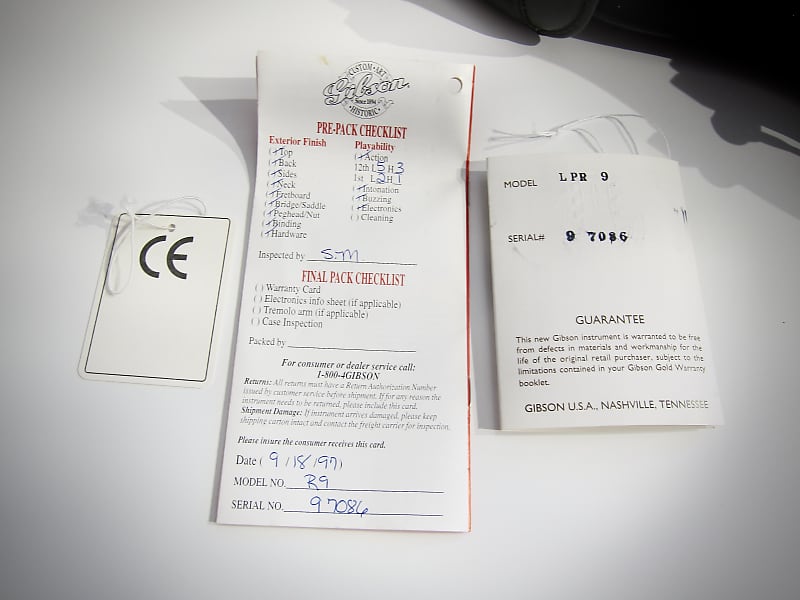 CE
CUSTOM • ART
Gibson
Since 1894
• HISTORIC •
PRE-PACK CHECKLIST
Exterior Finish
(✓) Top
(✓) Back
(✓) Sides
(✓) Neck
(✓) Fretboard
(✓) Bridge/Saddle
(✓) Peghead/Nut
(✓) Binding
(✓) Hardware
Playability
(✓) Action
12th L 5 H 3
1st L 2 H 1
(✓) Intonation
(✓) Buzzing
(✓) Electronics
( ) Cleaning
Inspected by S.M
FINAL PACK CHECKLIST
( ) Warranty Card
( ) Electronics info sheet (if applicable)
( ) Tremolo arm (if applicable)
( ) Case Inspection
Packed by
For consumer or dealer service call:
1-800-4GIBSON
Returns: All returns must have a Return Authorization Number
issued by customer service before shipment. If for any reason the
instrument needs to be returned, please include this card.
Shipment Damage: If instrument arrives damaged, please keep
shipping carton intact and contact the freight carrier for inspection.
Please insure the consumer receives this card.
Date ( 9 /18 /97 )
MODEL NO. R9
SERIAL NO. 9 7086
MODEL LPR 9
SERIAL# 9 7086
GUARANTEE
This new Gibson instrument is warranted to be free
from defects in materials and workmanship for the
life of the original retail purchaser, subject to the
limitations contained in your Gibson Gold Warranty
booklet.
GIBSON U.S.A., NASHVILLE, TENNESSEE